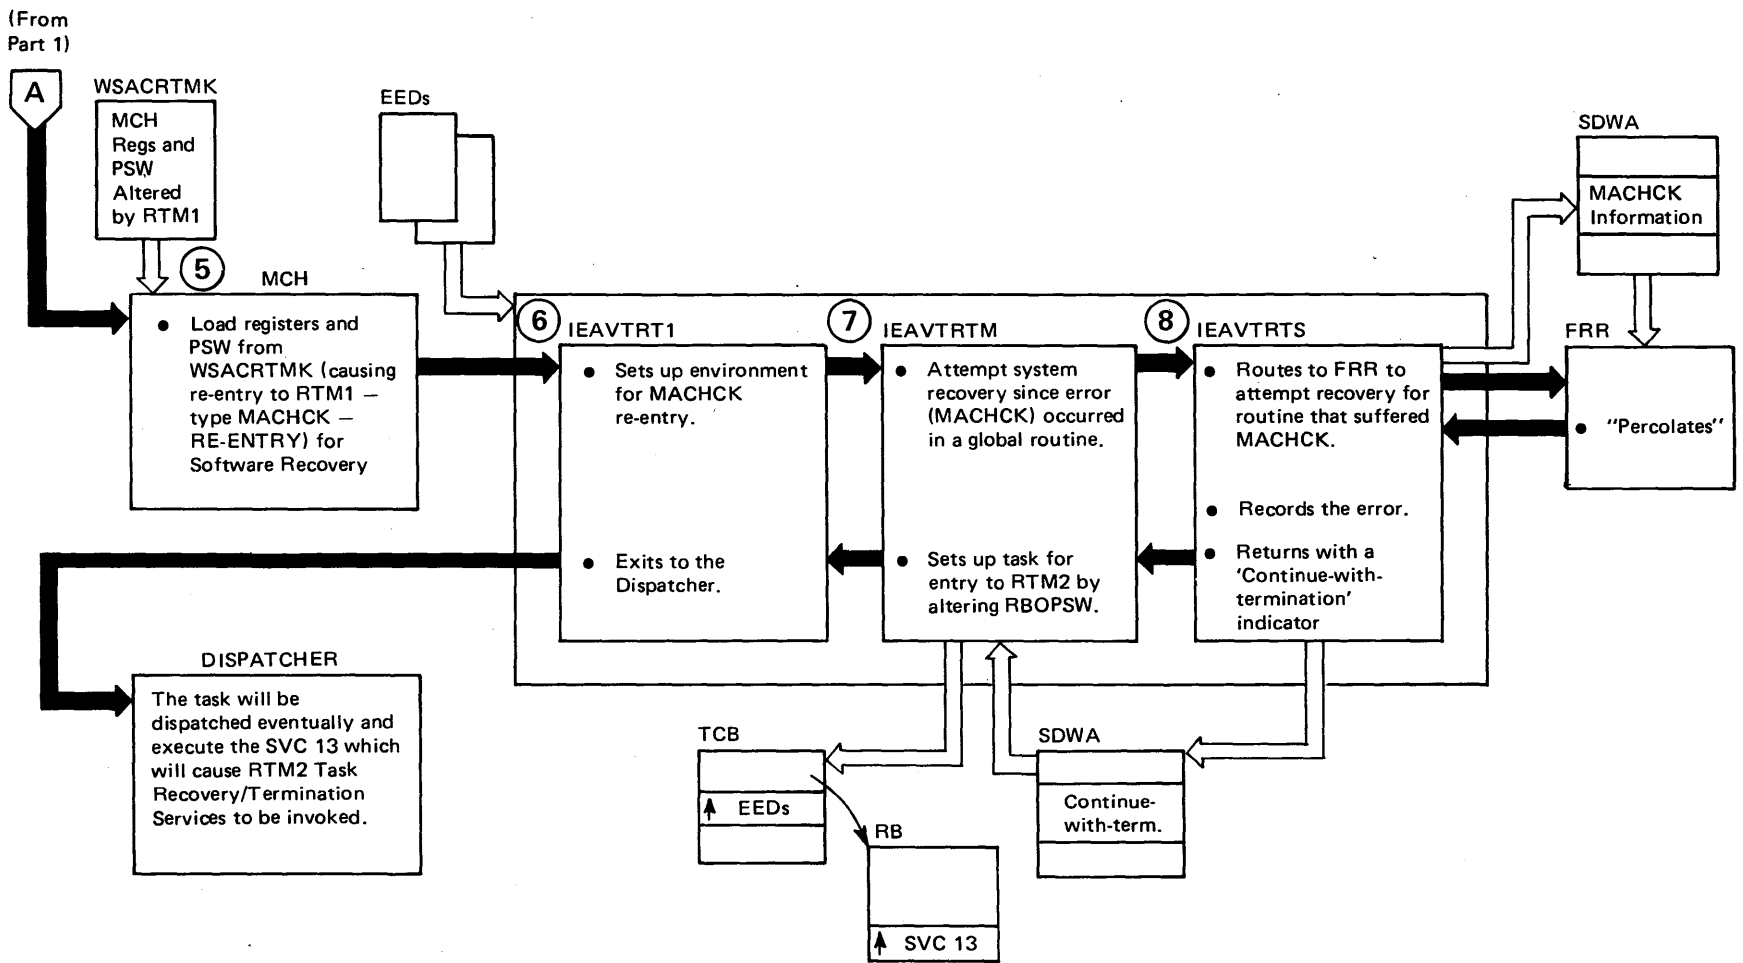 (From
Part 1)
A
WSACRTMK
MCH
Regs and
PSW
Altered
by RTM1
EEDs
SDWA
MACHCK
Information
5
MCH
• Load registers and
PSW from
WSACRTMK (causing
re-entry to RTM1 —
type MACHCK —
RE-ENTRY) for
Software Recovery
6
IEAVTRT1
• Sets up environment
for MACHCK
re-entry.
• Exits to the
Dispatcher.
7
IEAVTRTM
• Attempt system
recovery since error
(MACHCK) occurred
in a global routine.
• Sets up task for
entry to RTM2 by
altering RBOPSW.
8
IEAVTRTS
• Routes to FRR to
attempt recovery for
routine that suffered
MACHCK.
• Records the error.
• Returns with a
'Continue-with-
termination'
indicator
FRR
• "Percolates"
DISPATCHER
The task will be
dispatched eventually and
execute the SVC 13 which
will cause RTM2 Task
Recovery/Termination
Services to be invoked.
TCB
EEDs
RB
SVC 13
SDWA
Continue-
with-term.